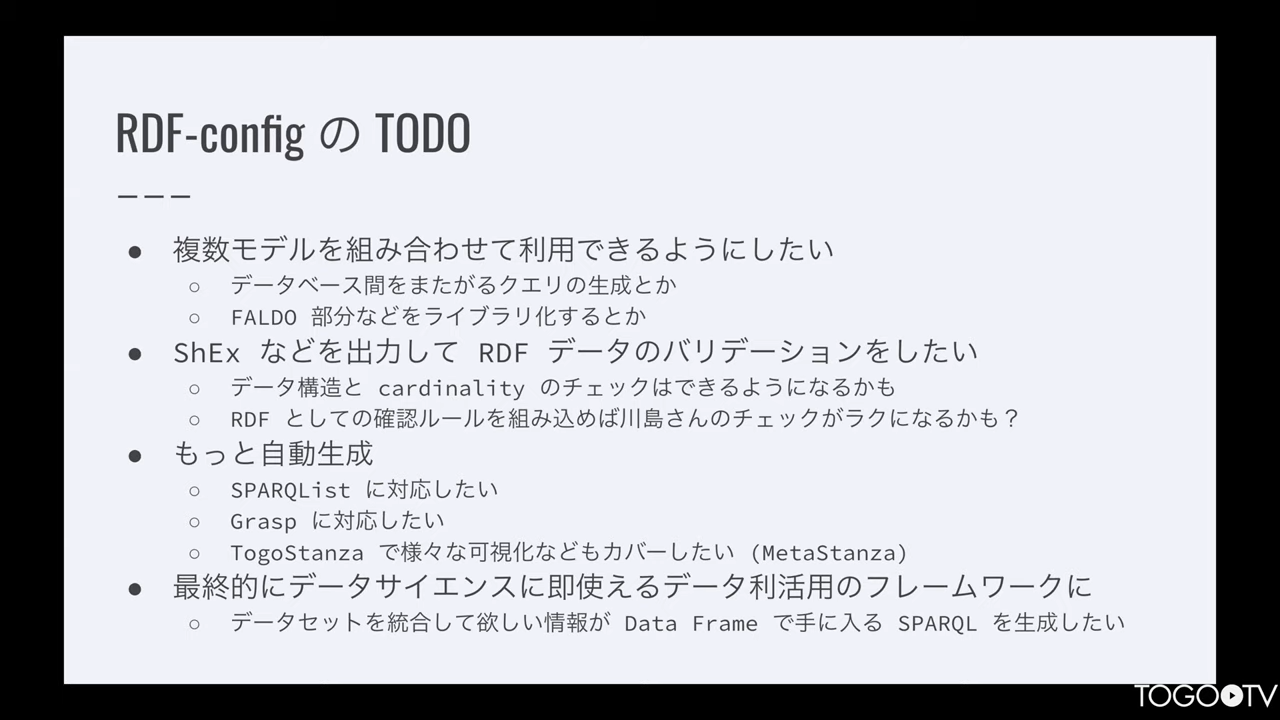 RDF-config の TODO
● 複数モデルを組み合わせて利用できるようにしたい
○ データベース間をまたがるクエリの生成とか
○ FALDO 部分などをライブラリ化するとか
● ShEx などを出力して RDF データのバリデーションをしたい
○ データ構造と cardinality のチェックはできるようになるかも
○ RDF としての確認ルールを組み込めば川島さんのチェックがラクになるかも？
● もっと自動生成
○ SPARQList に対応したい
○ Grasp に対応したい
○ TogoStanza で様々な可視化などもカバーしたい (MetaStanza)
● 最終的にデータサイエンスに即使えるデータ利活用のフレームワークに
○ データセットを統合して欲しい情報が Data Frame で手に入る SPARQL を生成したい
TOGOTV